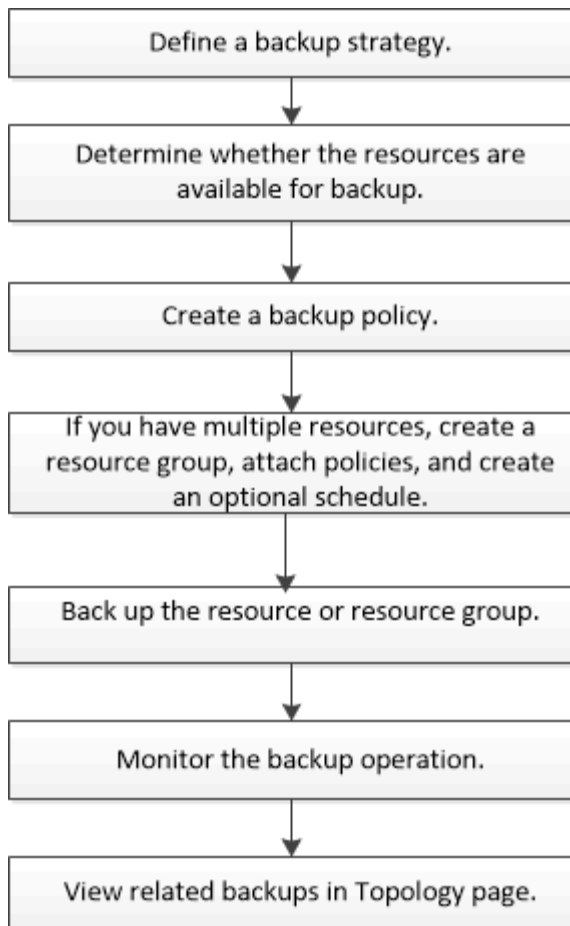 Define a backup strategy.
Determine whether the resources are
available for backup.
Create a backup policy.
If you have multiple resources, create a
resource group, attach policies, and create
an optional schedule.
Back up the resource or resource group.
Monitor the backup operation.
View related backups in Topology page.